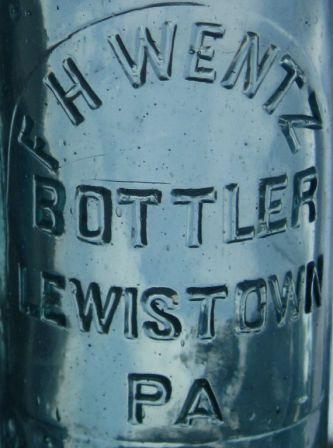 F H WENTZ
BOTTLER
LEWISTOWN
PA